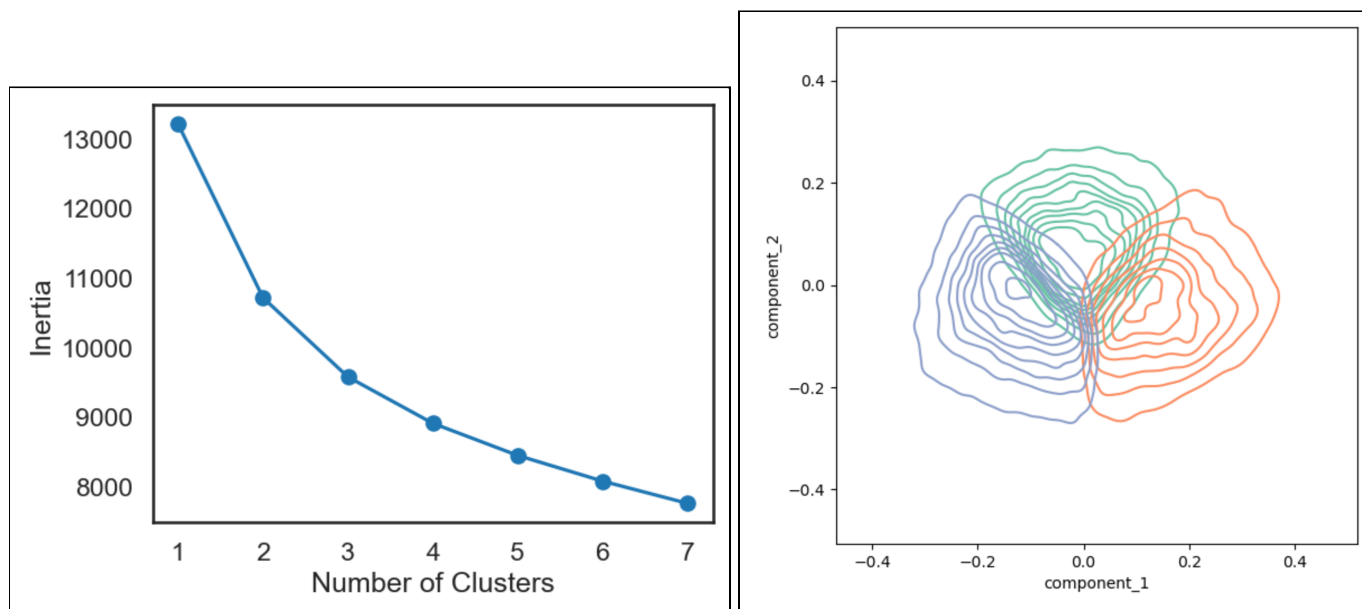 13000
12000
11000
10000
9000
8000
Inertia
1 2 3 4 5 6 7
Number of Clusters
0.4
0.2
0.0
−0.2
−0.4
component_2
−0.4 −0.2 0.0 0.2 0.4
component_1